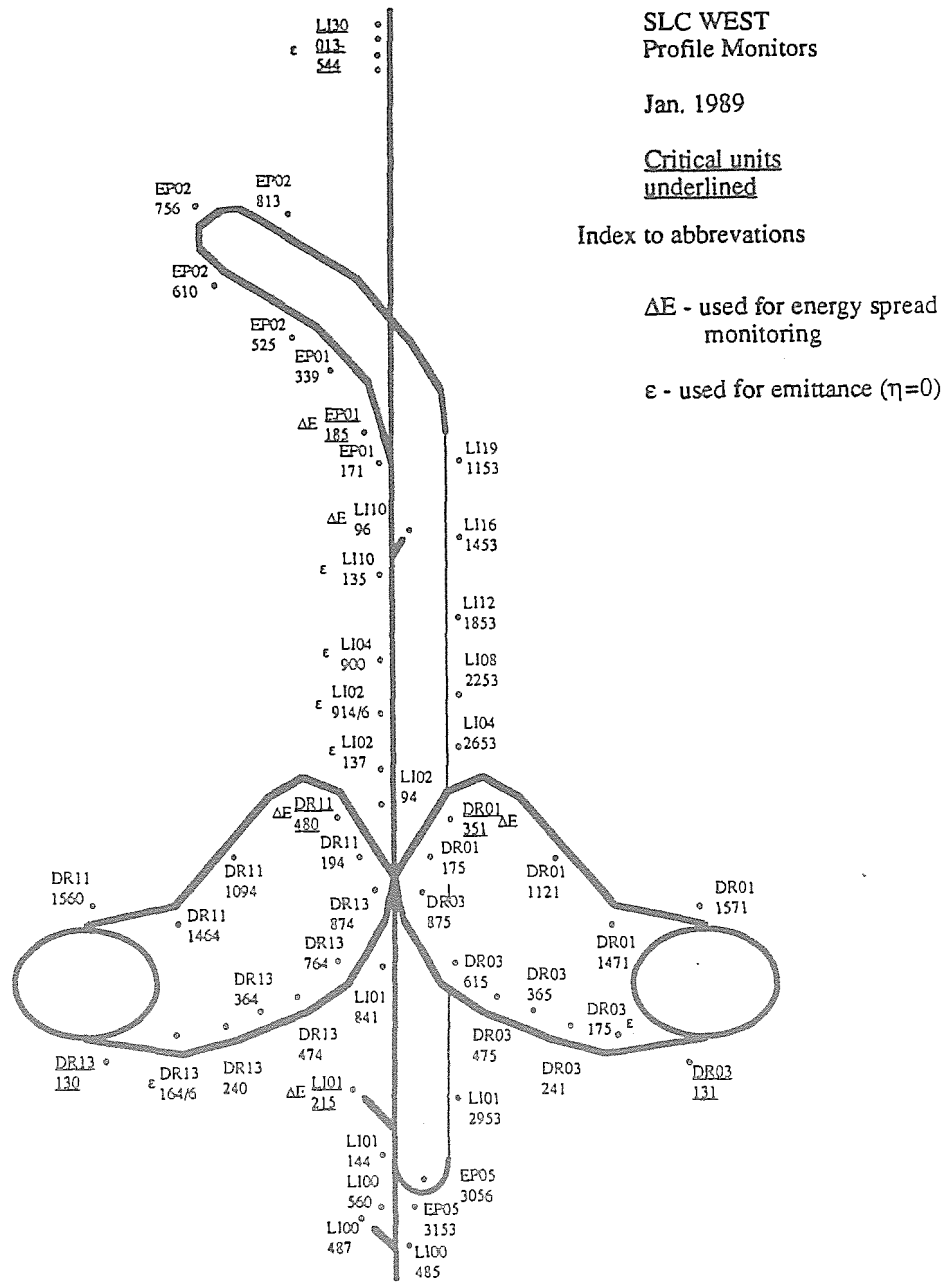 SLC WEST
Profile Monitors
Jan. 1989
Critical units
underlined
Index to abbrevations
ΔE - used for energy spread
monitoring
ε - used for emittance (η=0)
LI30
ε 013-
544
EP02
756
EP02
813
EP02
610
EP02
525
EP01
339
ΔE EP01
185
EP01
171
LI19
1153
ΔE LI10
96
LI16
1453
ε LI10
135
LI12
1853
ε LI04
900
LI08
2253
ε LI02
914/6
LI04
2653
ε LI02
137
LI02
94
ΔE DR11
480
DR01 ΔE
351
DR11
194
DR01
175
DR11
1094
DR01
1121
DR11
1560
DR01
1571
DR11
1464
DR13
874
DR03
875
DR01
1471
DR13
764
DR03
615
DR13
364
LI01
841
DR03
365
DR03
175 ε
DR13
474
DR03
475
DR13
130
ε DR13
164/6
DR13
240
DR03
241
DR03
131
ΔE LI01
215
LI01
2953
LI01
144
LI00
560
EP05
3056
EP05
3153
LI00
487
LI00
485